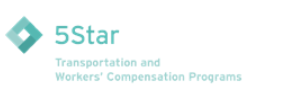 5Star
Transportation and
Workers' Compensation Programs